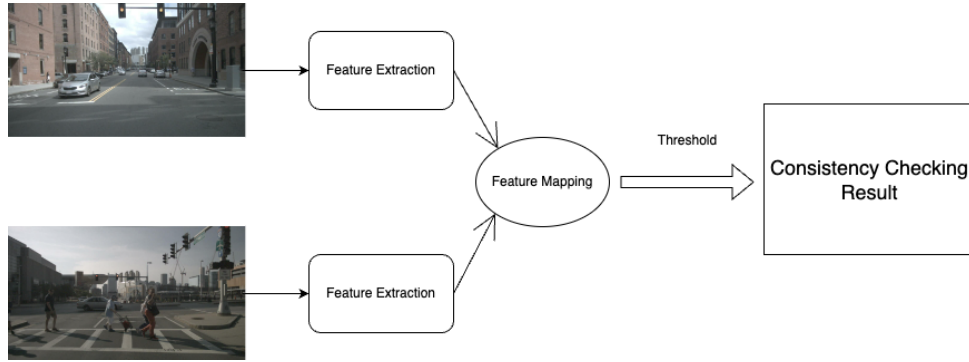 Feature Extraction
Feature Mapping
Threshold
Consistency Checking
Result
Feature Extraction